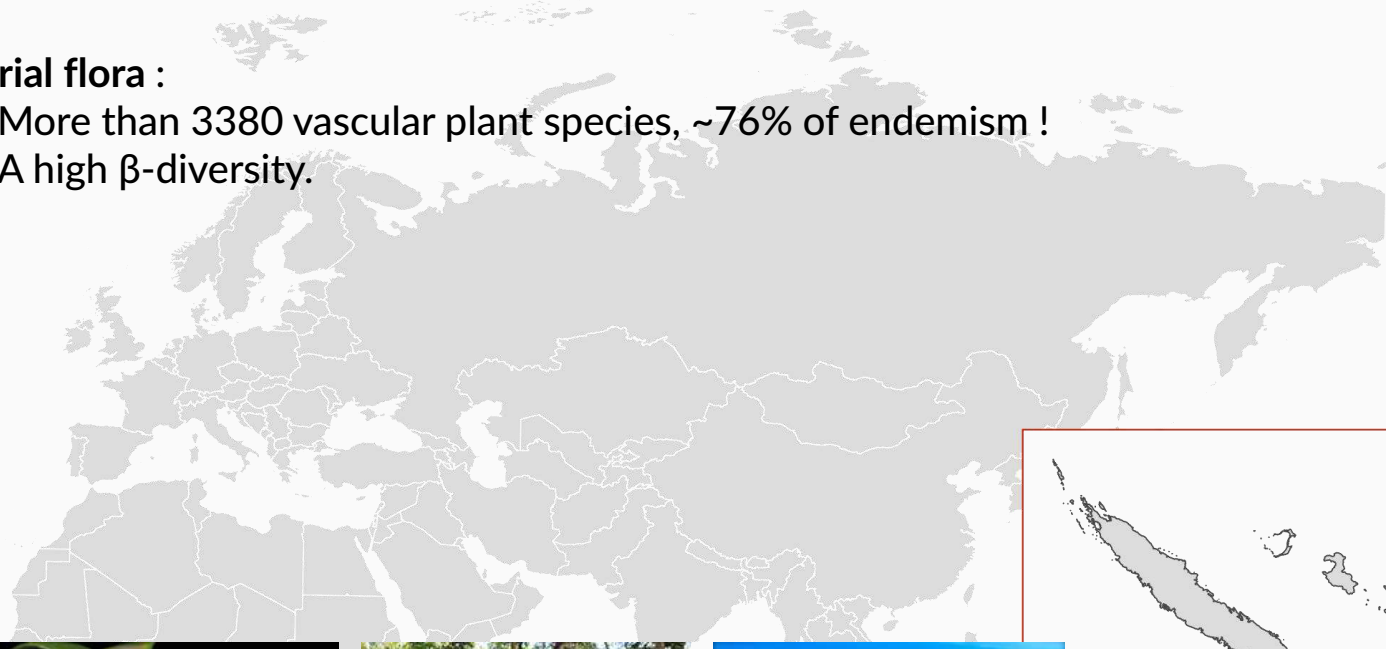 rial flora :
More than 3380 vascular plant species, ~76% of endemism !
A high β-diversity.